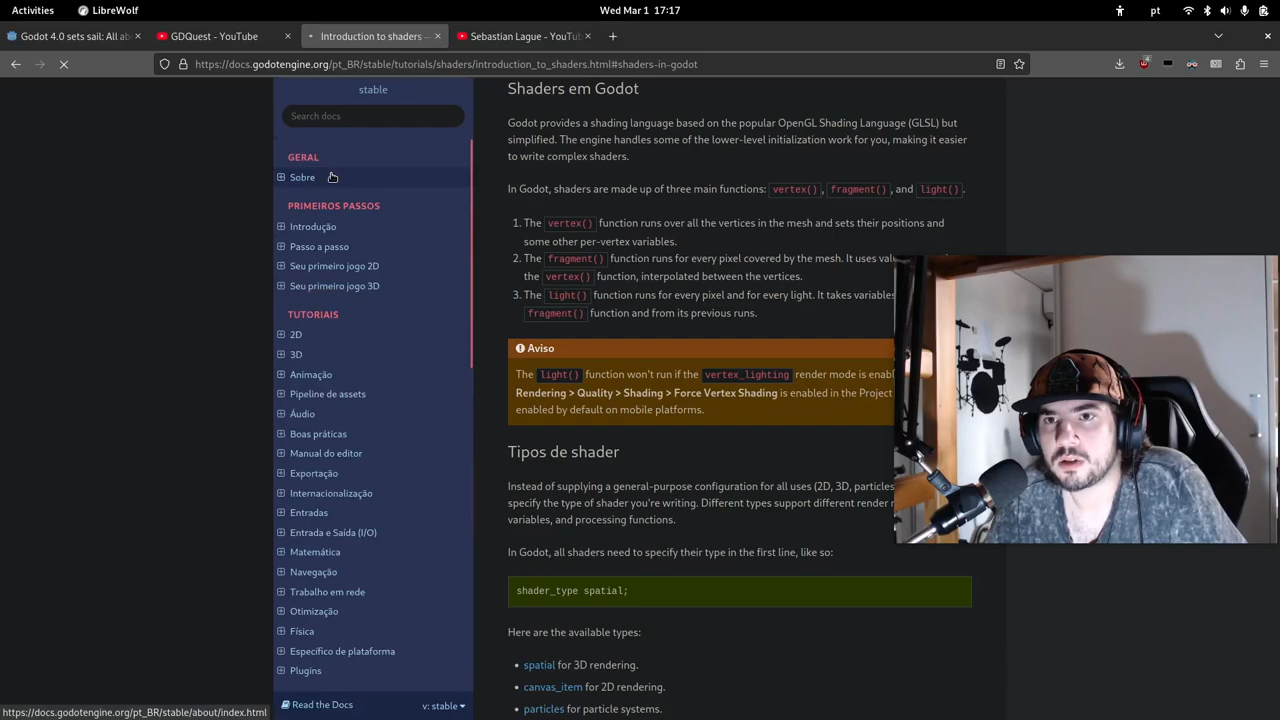 Activities
LibreWolf
Wed Mar 1 17:17
pt
Godot 4.0 sets sail: All ab
GDQuest - YouTube
Introduction to shaders —
Sebastian Lague - YouTub
https://docs.godotengine.org/pt_BR/stable/tutorials/shaders/introduction_to_shaders.html#shaders-in-godot
4
stable
Search docs
GERAL
Sobre
PRIMEIROS PASSOS
Introdução
Passo a passo
Seu primeiro jogo 2D
Seu primeiro jogo 3D
TUTORIAIS
2D
3D
Animação
Pipeline de assets
Áudio
Boas práticas
Manual do editor
Exportação
Internacionalização
Entradas
Entrada e Saída (I/O)
Matemática
Navegação
Trabalho em rede
Otimização
Física
Específico de plataforma
Plugins
Read the Docs
v: stable
https://docs.godotengine.org/pt_BR/stable/about/index.html
Shaders em Godot
Godot provides a shading language based on the popular OpenGL Shading Language (GLSL) but
simplified. The engine handles some of the lower-level initialization work for you, making it easier
to write complex shaders.
In Godot, shaders are made up of three main functions: vertex(), fragment(), and light().
1. The vertex() function runs over all the vertices in the mesh and sets their positions and
some other per-vertex variables.
2. The fragment() function runs for every pixel covered by the mesh. It uses
the vertex() function, interpolated between the vertices.
3. The light() function runs for every pixel and for every light. It takes variables
fragment() function and from its previous runs.
Aviso
The light() function won't run if the vertex_lighting render mode is
Rendering > Quality > Shading > Force Vertex Shading is enabled in the Project
enabled by default on mobile platforms.
Tipos de shader
Instead of supplying a general-purpose configuration for all uses (2D, 3D, particles
specify the type of shader you're writing. Different types support different render
variables, and processing functions.
In Godot, all shaders need to specify their type in the first line, like so:
shader_type spatial;
Here are the available types:
• spatial for 3D rendering.
• canvas_item for 2D rendering.
• particles for particle systems.